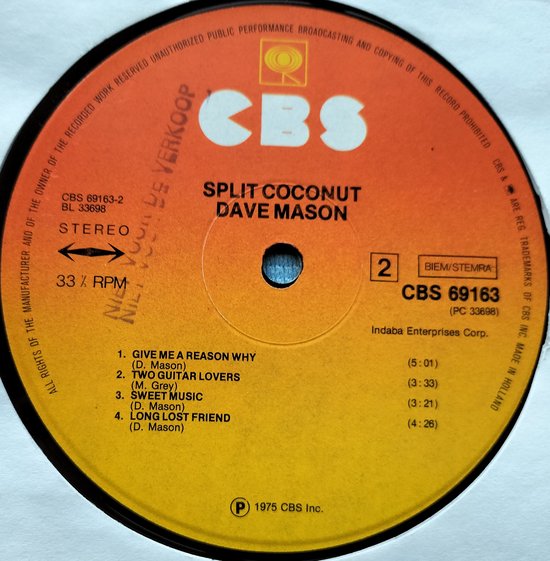 ALL RIGHTS OF THE MANUFACTURER AND OF THE OWNER OF THE RECORDED WORK RESERVED UNAUTHORIZED PUBLIC PERFORMANCE BROADCASTING AND COPYING OF THIS RECORD PROHIBITED. CBS & ARE REG. TRADEMARKS OF CBS INC. MADE IN HOLLAND
CBS
NIET VOOR DE VERKOOP
NIET VOOR
SPLIT COCONUT
DAVE MASON
CBS 69163-2
BL 33698
STEREO
33⅓ RPM
2
BIEM/STEMRA
CBS 69163
(PC 33698)
Indaba Enterprises Corp.
1. GIVE ME A REASON WHY (5:01)
(D. Mason)
2. TWO GUITAR LOVERS (3:33)
(M. Grey)
3. SWEET MUSIC (3:21)
(D. Mason)
4. LONG LOST FRIEND (4:26)
(D. Mason)
Ⓟ 1975 CBS Inc.